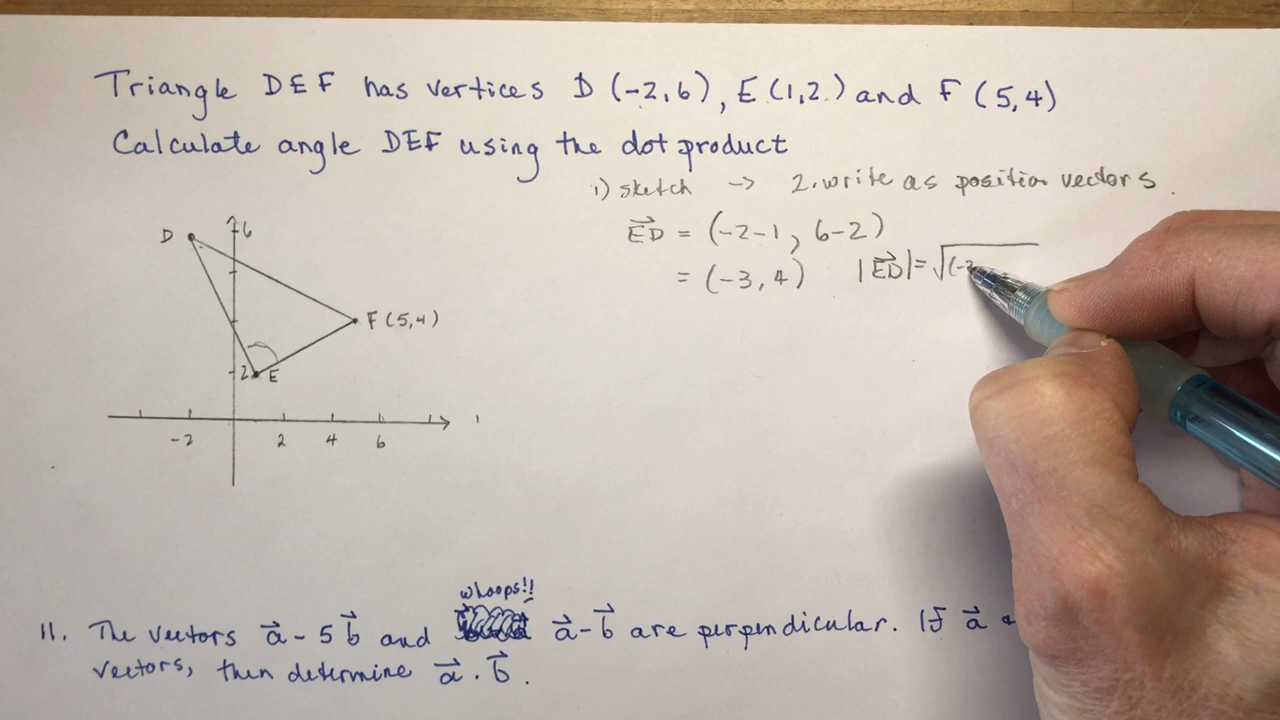 Triangle DEF has vertices D (-2,6), E (1,2) and F (5,4)
Calculate angle DEF using the dot product
1) sketch → 2. write as position vectors.
E⃗D⃗ = (-2-1, 6-2)
= (-3, 4) |E⃗D⃗| = √(-3
D
6
F (5,4)
2 E
-2 2 4 6
whoops!!
11. The vectors a⃗ - 5b⃗ and a⃗ - b⃗ are perpendicular. If a⃗
vectors, then determine a⃗ · b⃗.